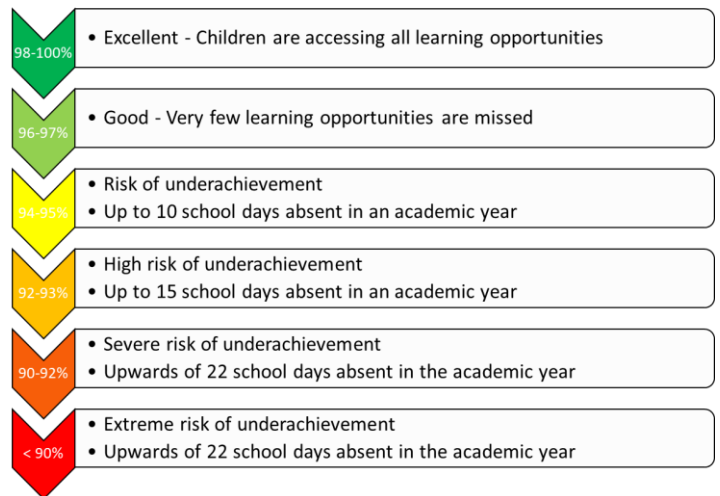 98-100%
• Excellent - Children are accessing all learning opportunities
96-97%
• Good - Very few learning opportunities are missed
94-95%
• Risk of underachievement
• Up to 10 school days absent in an academic year
92-93%
• High risk of underachievement
• Up to 15 school days absent in an academic year
90-92%
• Severe risk of underachievement
• Upwards of 22 school days absent in the academic year
< 90%
• Extreme risk of underachievement
• Upwards of 22 school days absent in the academic year